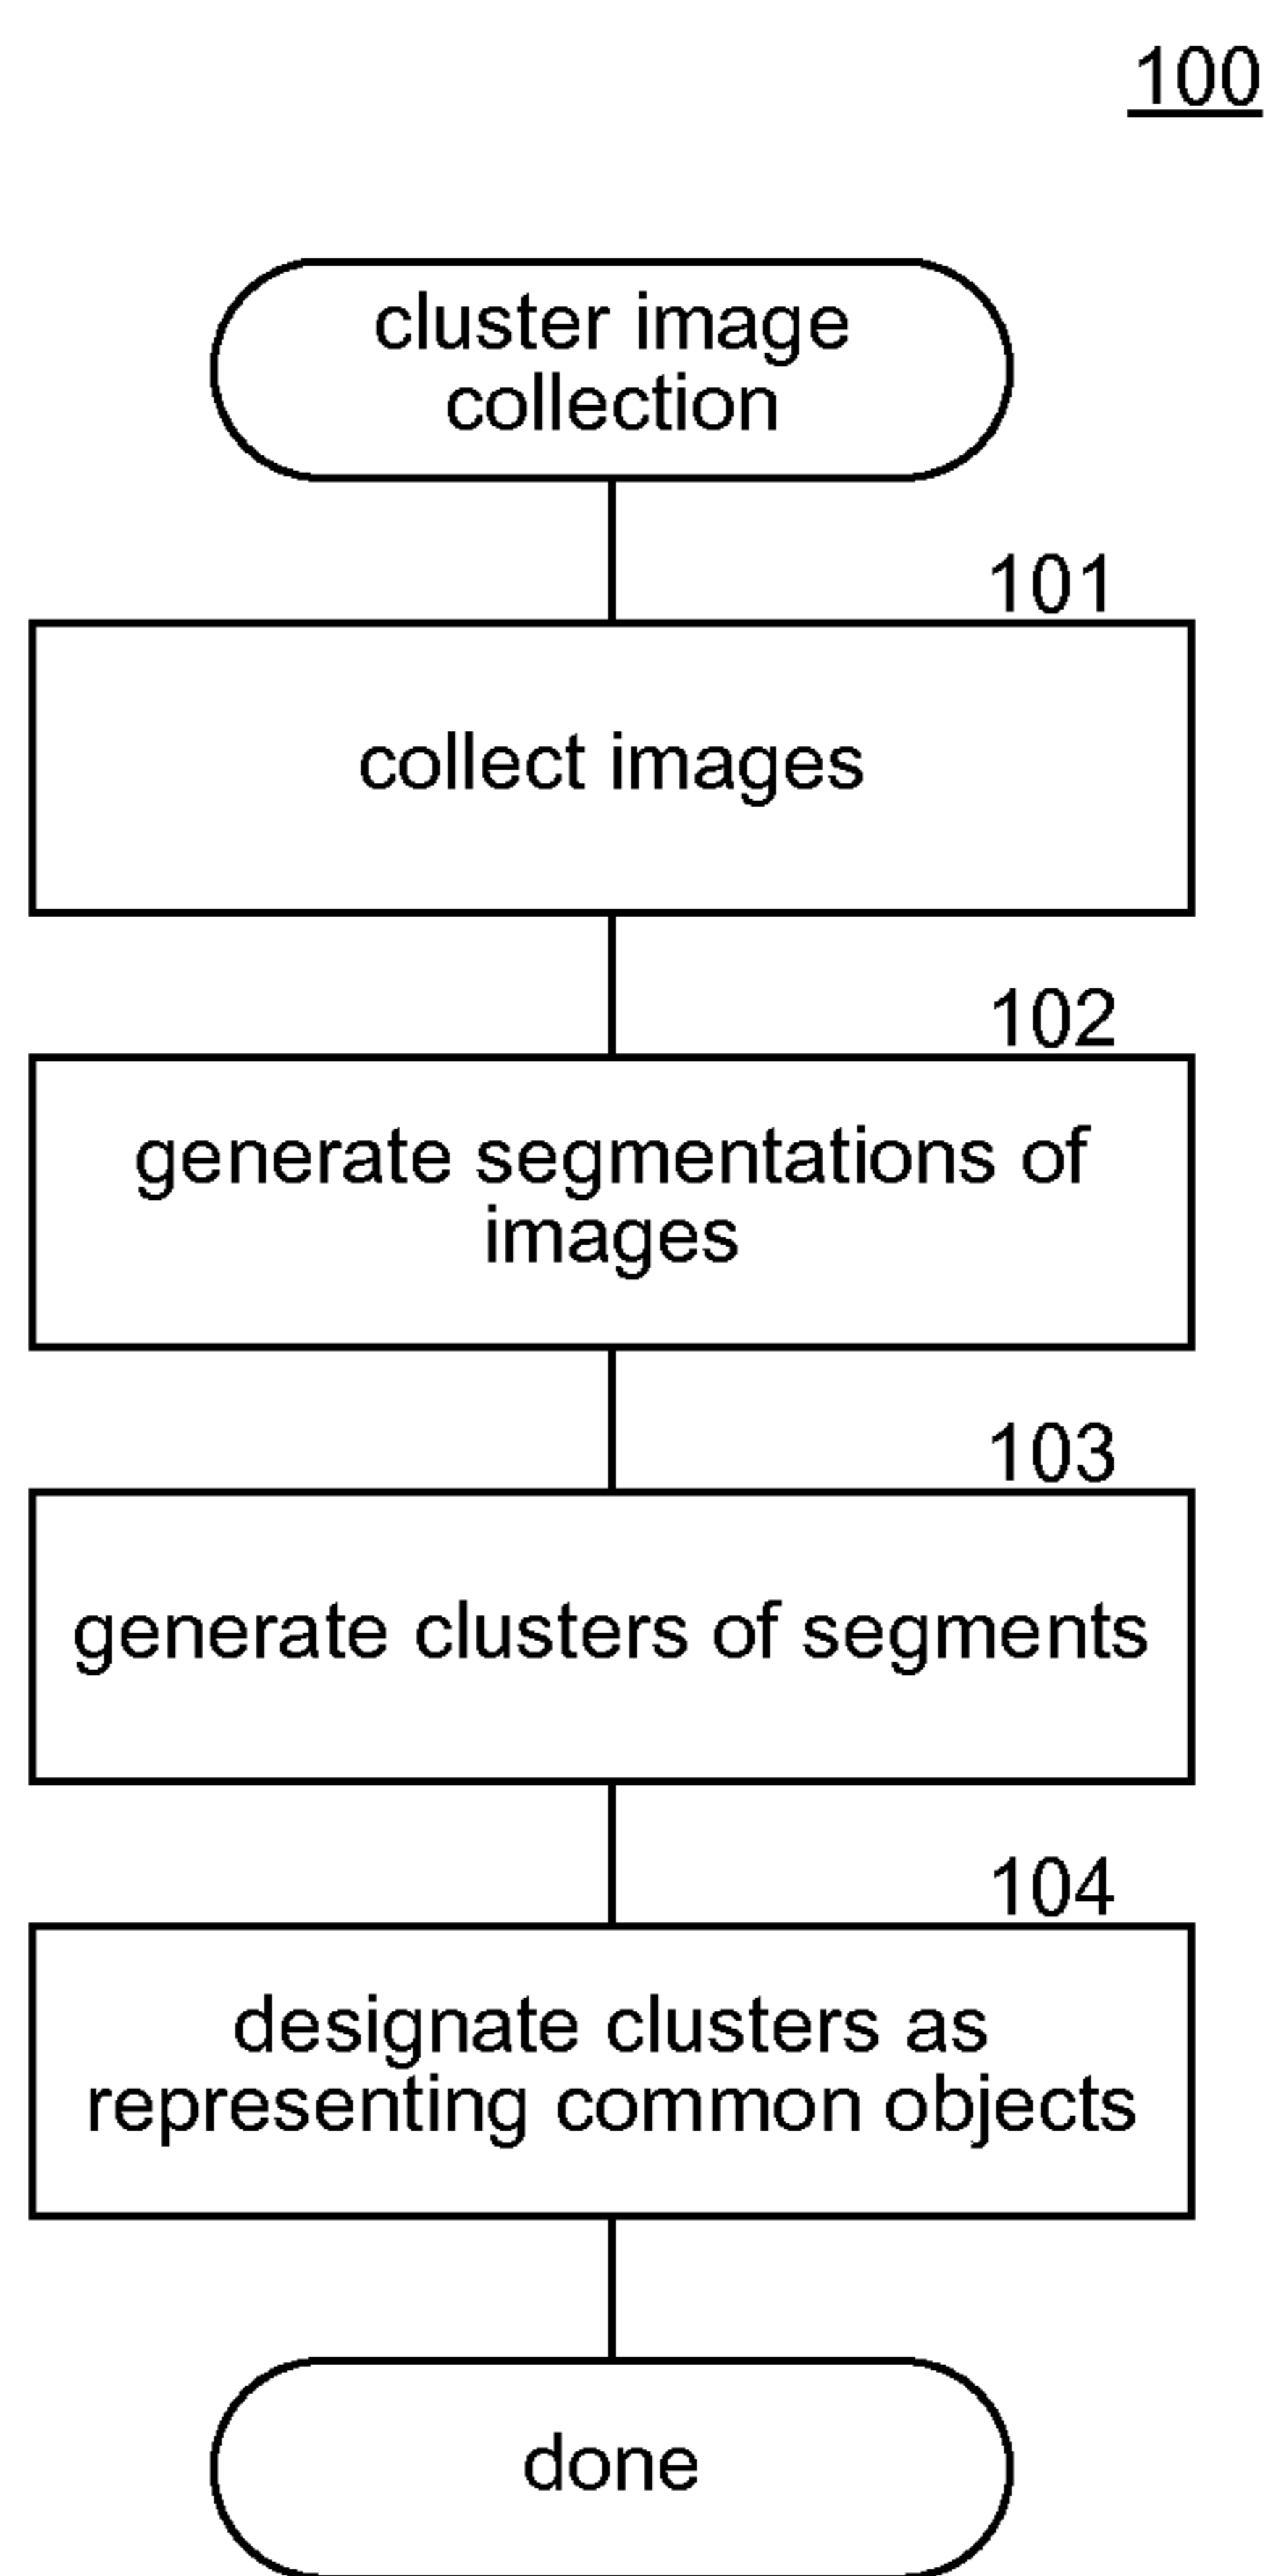 100
cluster image
collection
101
collect images
102
generate segmentations of
images
103
generate clusters of segments
104
designate clusters as
representing common objects
done